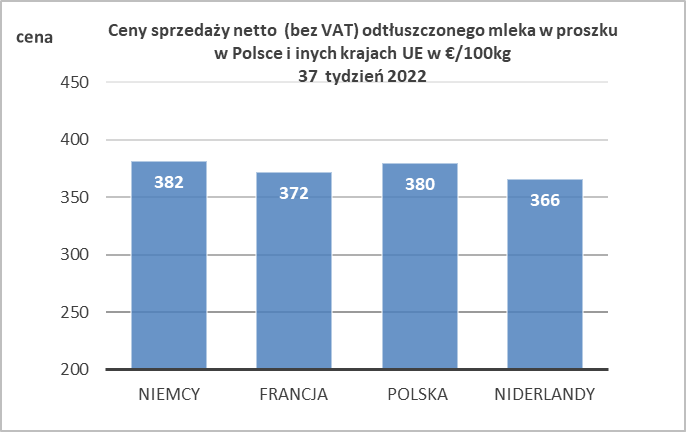 cena
Ceny sprzedaży netto (bez VAT) odtłuszczonego mleka w proszku
w Polsce i inych krajach UE w €/100kg
37 tydzień 2022
450
400
350
300
250
200
382
372
380
366
NIEMCY
FRANCJA
POLSKA
NIDERLANDY